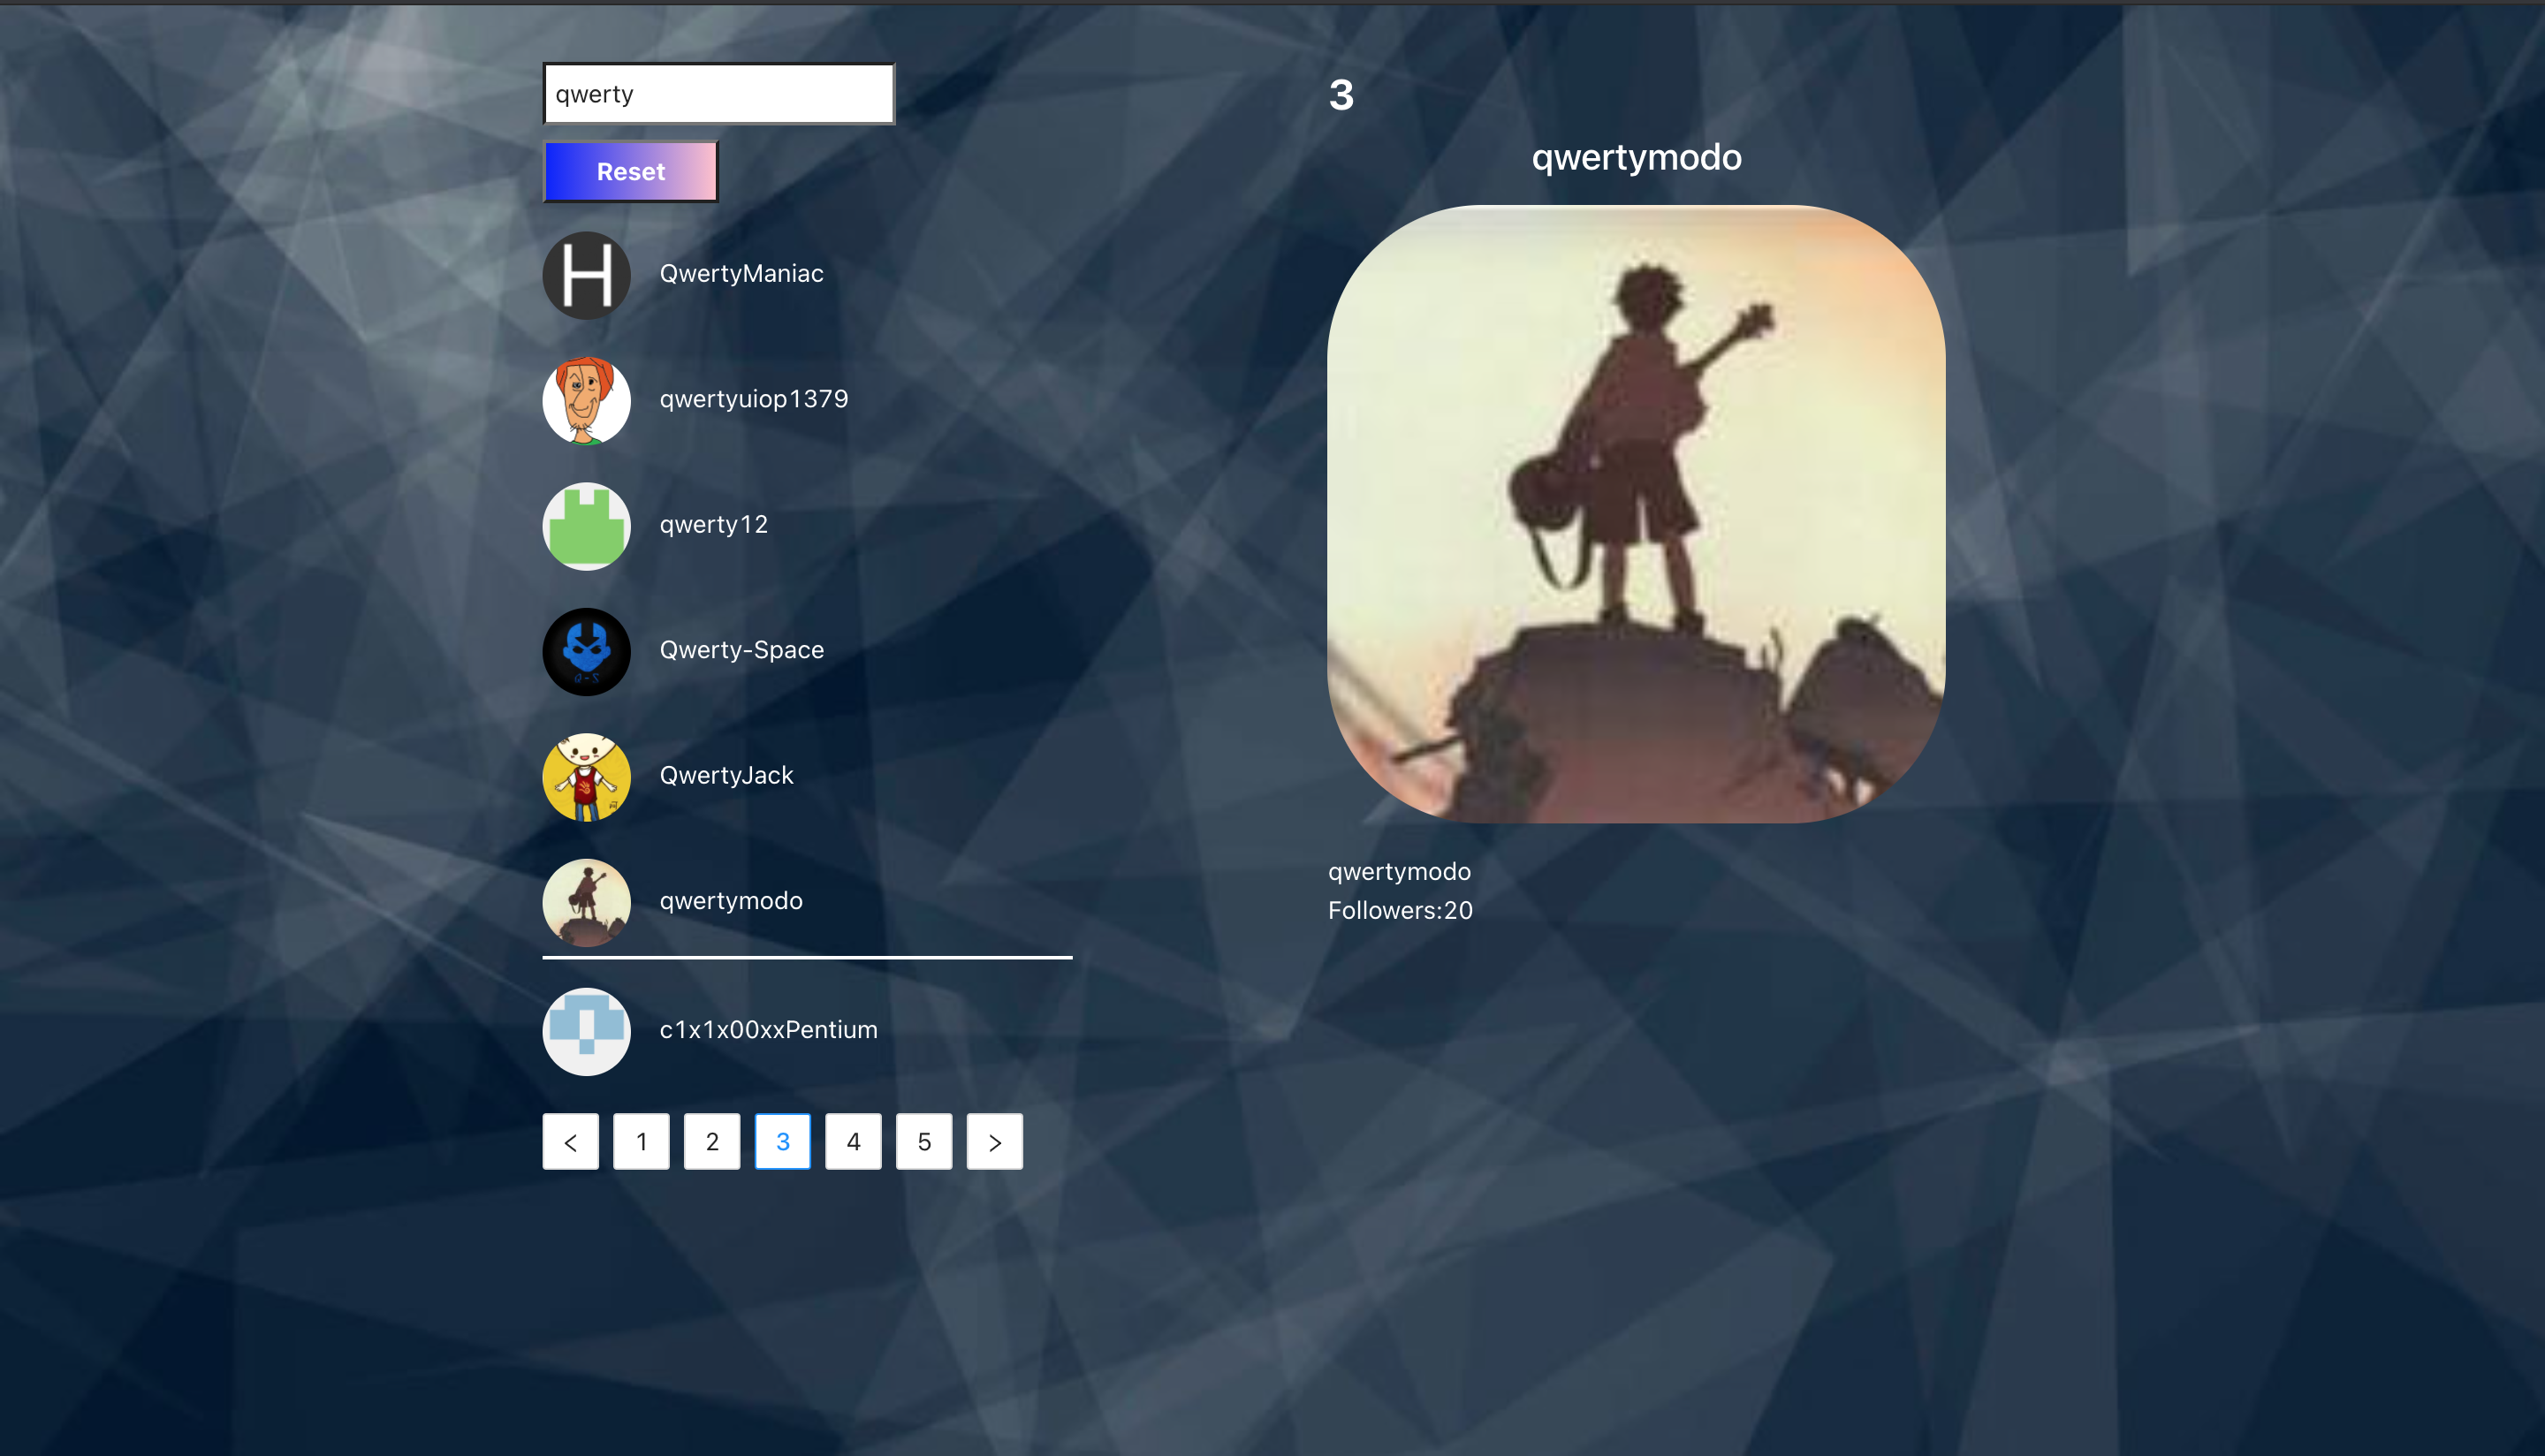 qwerty
Reset
H
QwertyManiac
qwertyuiop1379
qwerty12
Q-S
Qwerty-Space
QwertyJack
qwertymodo
c1x1x00xxPentium
< 1 2 3 4 5 >
3
qwertymodo
qwertymodo
Followers:20